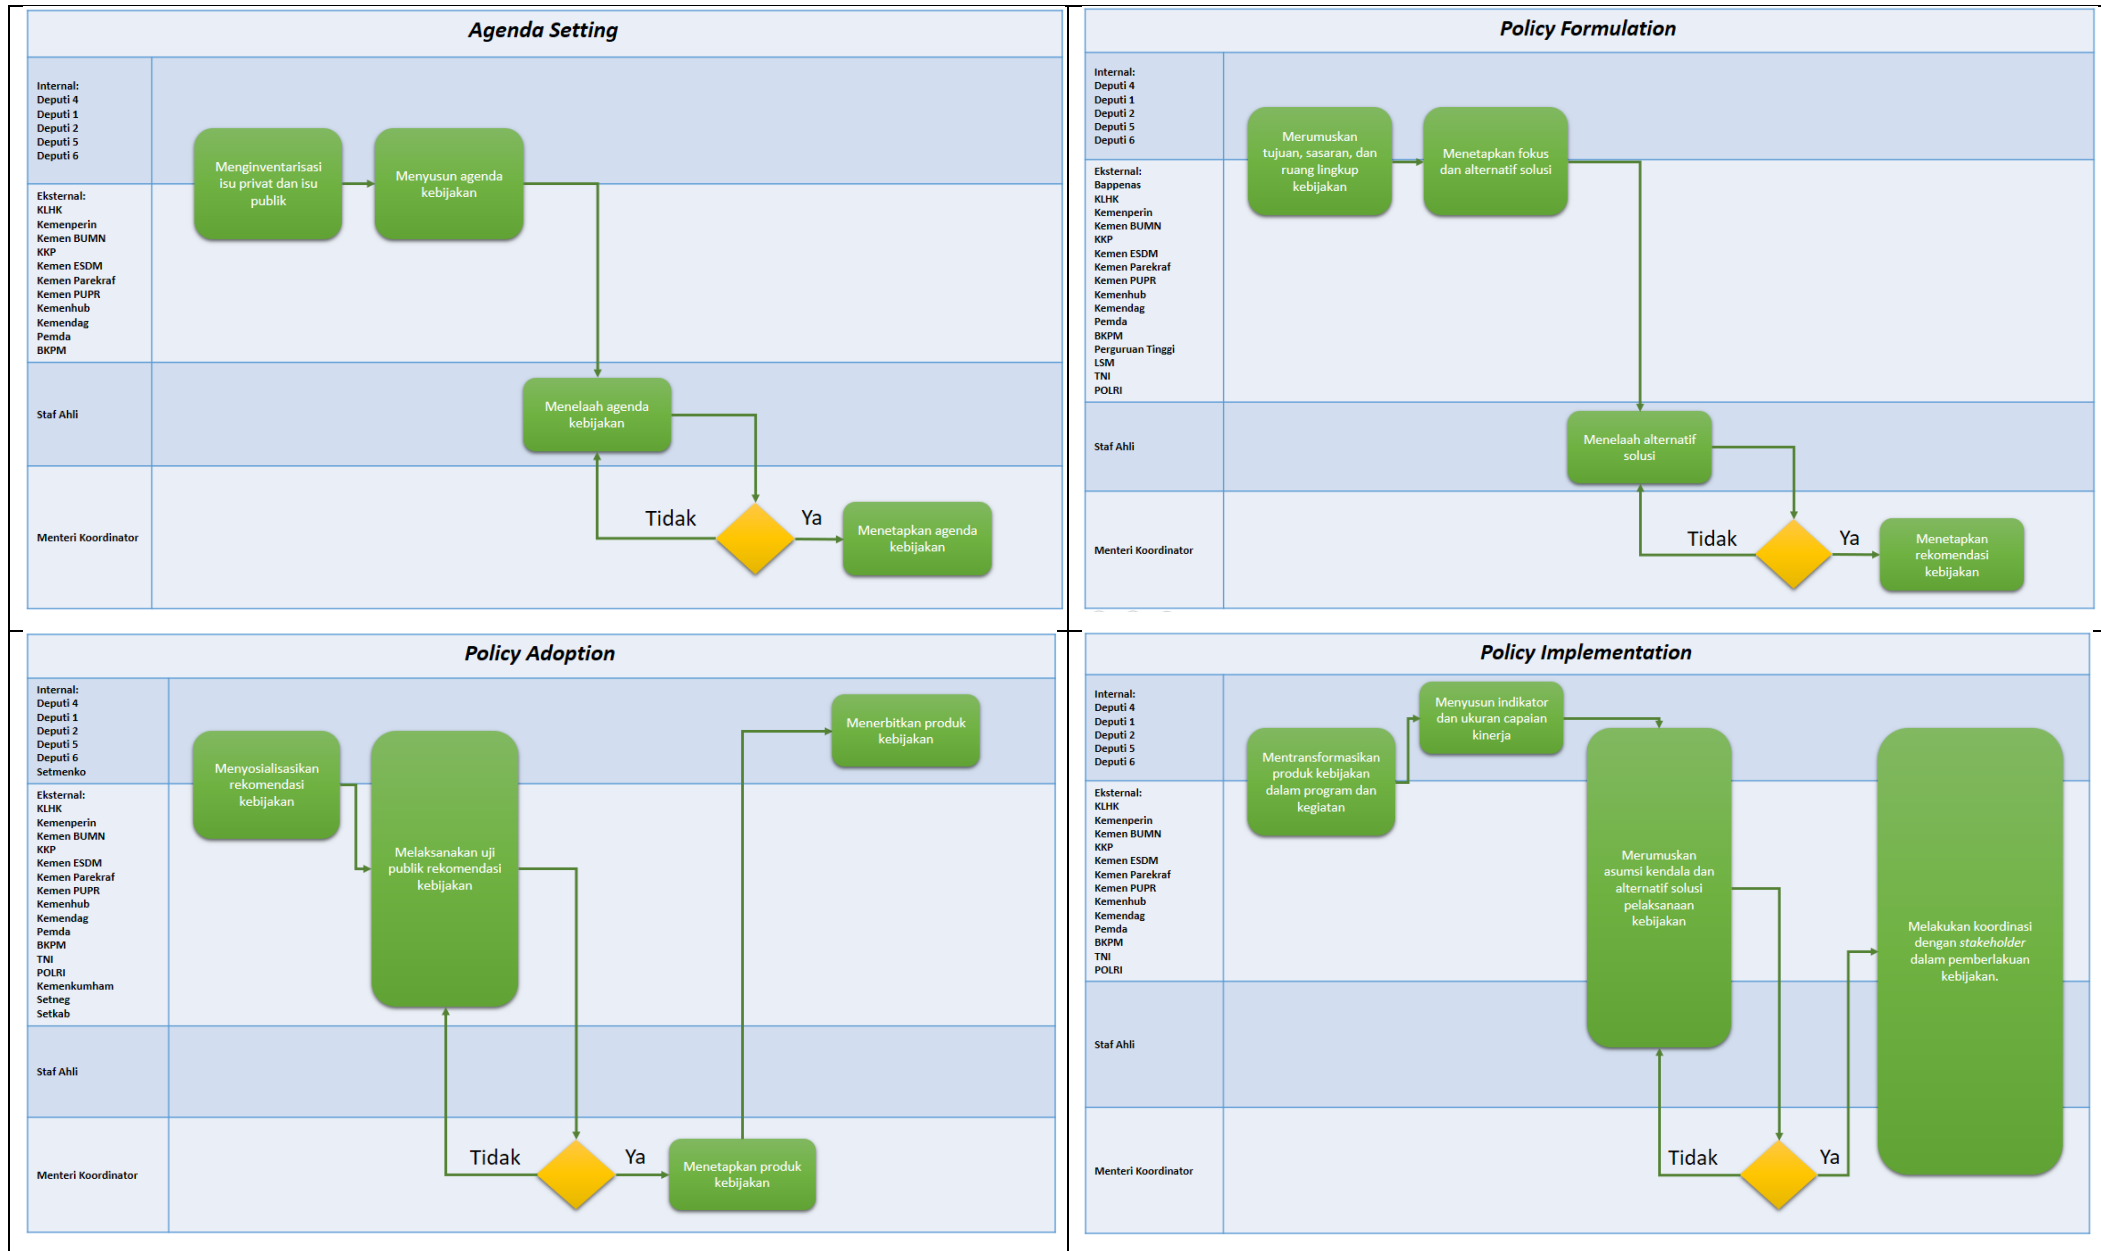 Agenda Setting
Internal:
Deputi 4
Deputi 1
Deputi 2
Deputi 5
Deputi 6
Eksternal:
KLHK
Kemenperin
Kemen BUMN
KKP
Kemen ESDM
Kemen Parekraf
Kemen PUPR
Kemenhub
Kemendag
Pemda
BKPM
Staf Ahli
Menteri Koordinator
Menginventarisasi
isu privat dan isu
publik
Menyusun agenda
kebijakan
Menelaah agenda
kebijakan
Tidak
Ya
Menetapkan agenda
kebijakan
Policy Formulation
Internal:
Deputi 4
Deputi 1
Deputi 2
Deputi 5
Deputi 6
Eksternal:
Bappenas
KLHK
Kemenperin
Kemen BUMN
KKP
Kemen ESDM
Kemen Parekraf
Kemen PUPR
Kemenhub
Kemendag
Pemda
BKPM
Perguruan Tinggi
LSM
TNI
POLRI
Staf Ahli
Menteri Koordinator
Merumuskan
tujuan, sasaran, dan
ruang lingkup
kebijakan
Menetapkan fokus
dan alternatif solusi
Menelaah alternatif
solusi
Tidak
Ya
Menetapkan
rekomendasi
kebijakan
Policy Adoption
Internal:
Deputi 4
Deputi 1
Deputi 2
Deputi 5
Deputi 6
Setmenko
Eksternal:
KLHK
Kemenperin
Kemen BUMN
KKP
Kemen ESDM
Kemen Parekraf
Kemen PUPR
Kemenhub
Kemendag
Pemda
BKPM
TNI
POLRI
Kemenkumham
Setneg
Setkab
Staf Ahli
Menteri Koordinator
Menyosialisasikan
rekomendasi
kebijakan
Melaksanakan uji
publik rekomendasi
kebijakan
Tidak
Ya
Menetapkan produk
kebijakan
Menerbitkan produk
kebijakan
Policy Implementation
Internal:
Deputi 4
Deputi 1
Deputi 2
Deputi 5
Deputi 6
Eksternal:
KLHK
Kemenperin
Kemen BUMN
KKP
Kemen ESDM
Kemen Parekraf
Kemen PUPR
Kemenhub
Kemendag
Pemda
BKPM
TNI
POLRI
Staf Ahli
Menteri Koordinator
Mentransformasikan
produk kebijakan
dalam program dan
kegiatan
Menyusun indikator
dan ukuran capaian
kinerja
Merumuskan
asumsi kendala dan
alternatif solusi
pelaksanaan
kebijakan
Tidak
Ya
Melakukan koordinasi
dengan stakeholder
dalam pemberlakuan
kebijakan.